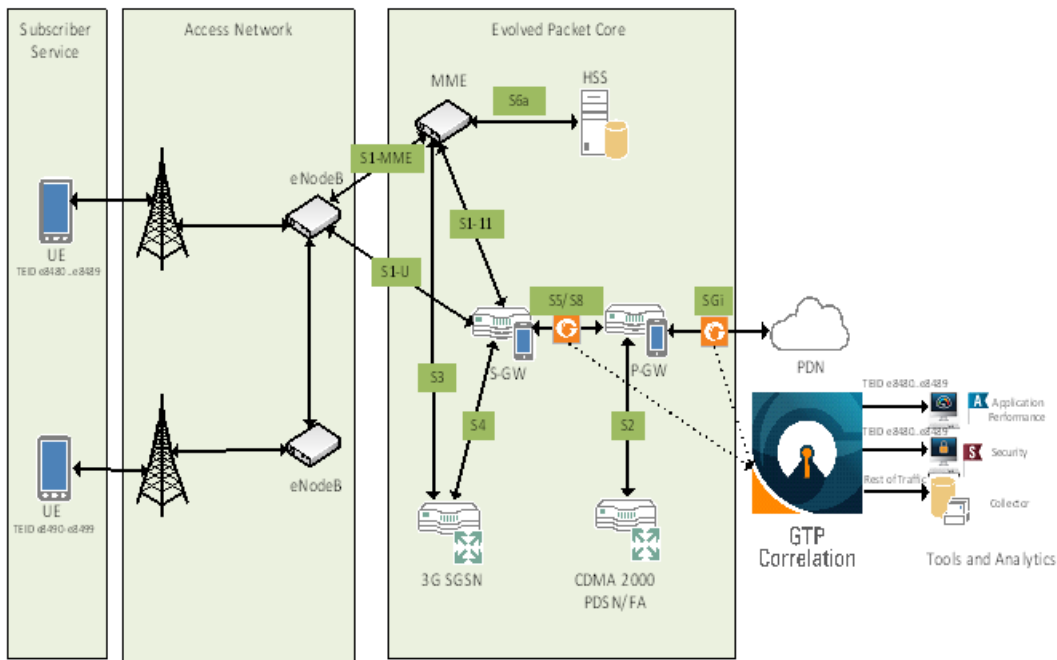 Subscriber
Service
Access Network
Evolved Packet Core
MME
HSS
S6a
S1-MME
eNodeB
S1-11
UE
TEID e8480..e8489
S1-U
S5/S8
SGi
S-GW
P-GW
PDN
S3
S4
S2
TEID e8480..e8489
A
Application
Performance
TEID e8480..e8489
S
Security
Rest of Traffic
Collector
UE
TEID e8490-e8499
eNodeB
3G SGSN
CDMA 2000
PDSN/FA
GTP
Correlation
Tools and Analytics